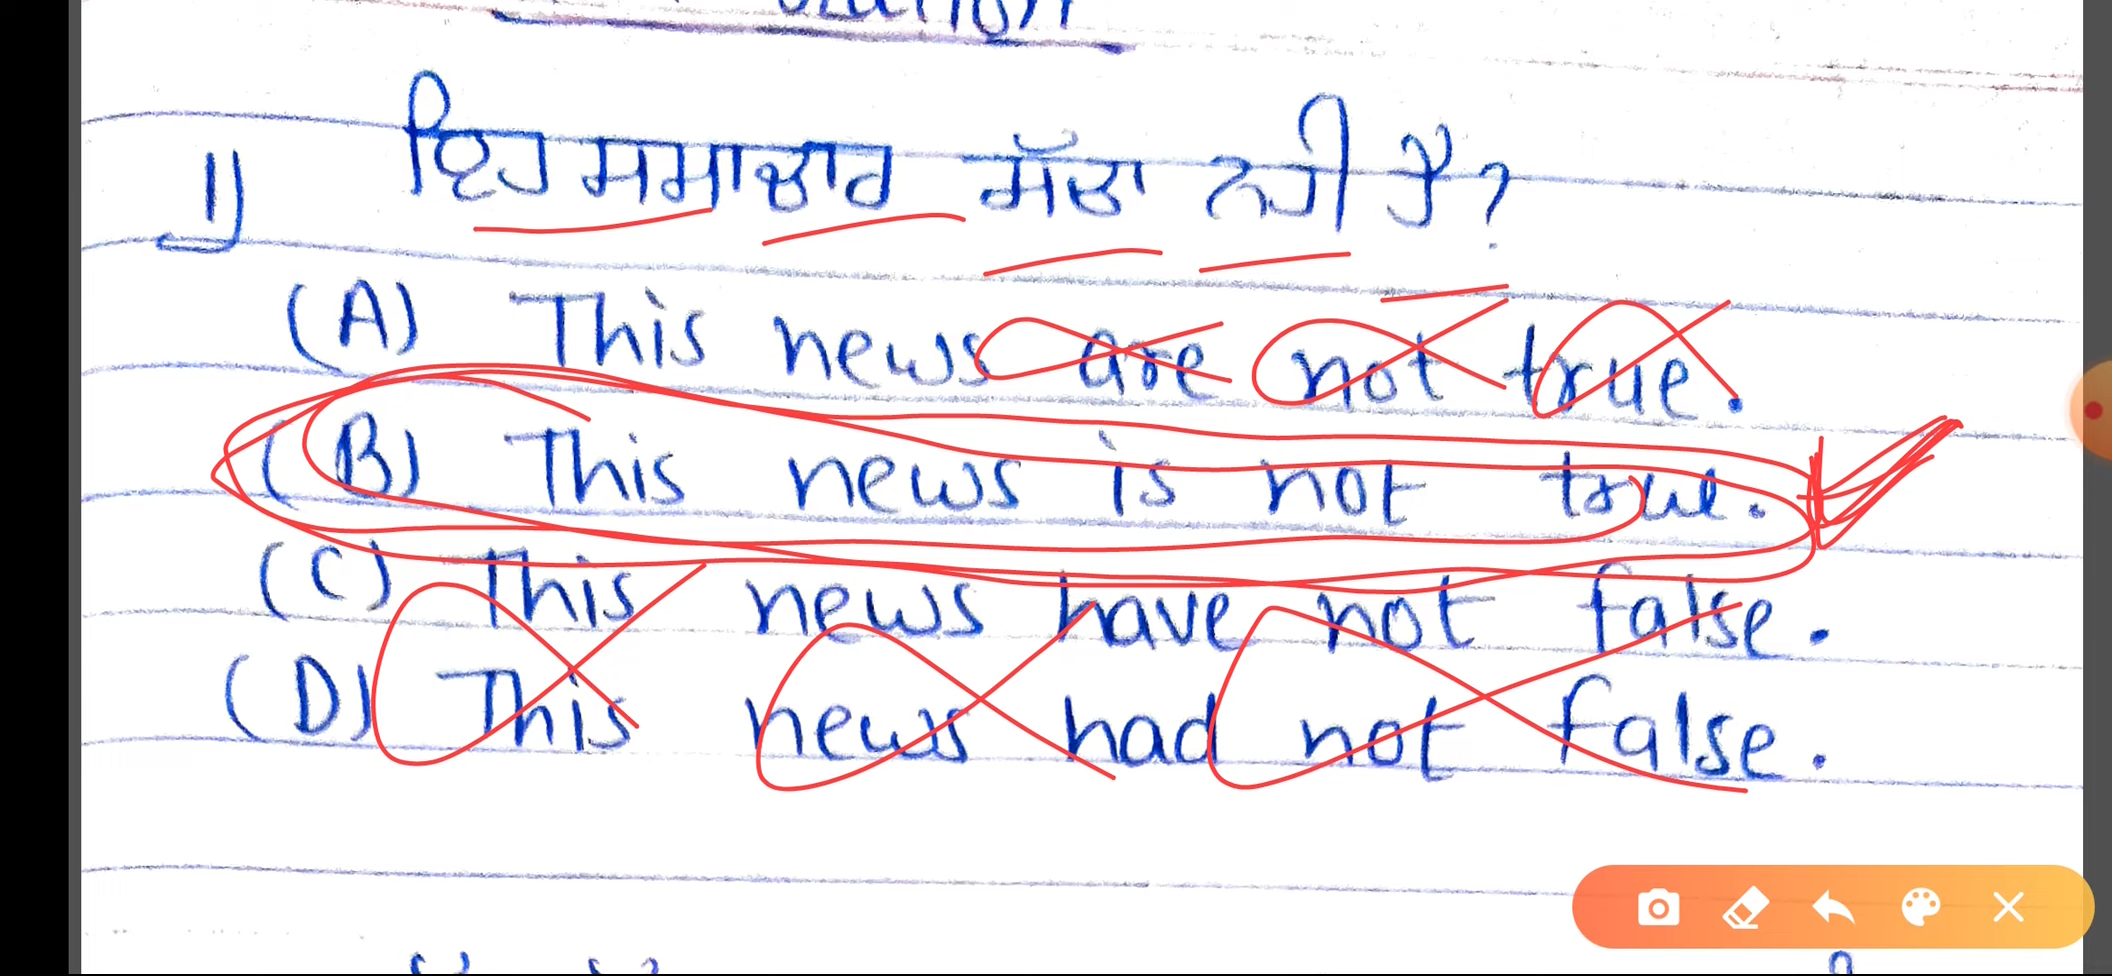 1) ਇਹ ਸਮਾਚਾਰ ਸੱਚਾ ਨਹੀ ਹੈ?
(A) This news are not true.
(B) This news is not true.
(C) This news have not false.
(D) This news had not false.